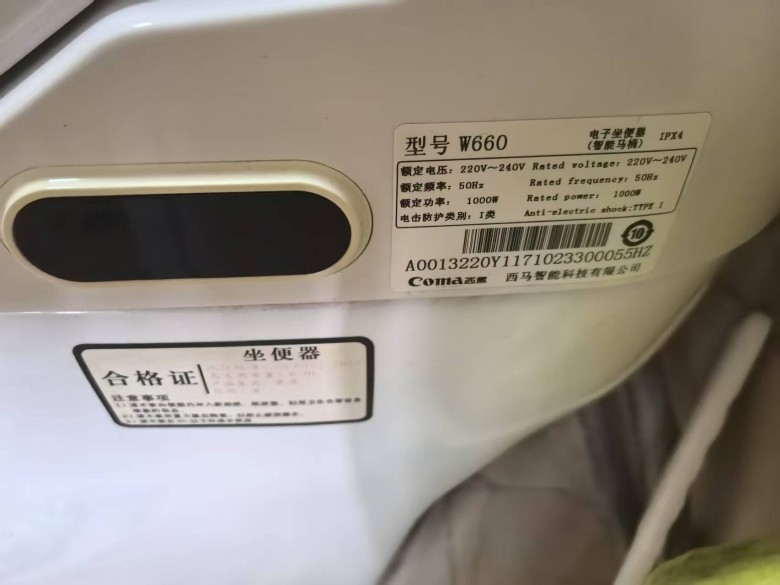 型号 W660
电子坐便器
(智能马桶)
IPX4
额定电压: 220V～240V Rated voltage: 220V～240V
额定频率: 50Hz Rated frequency: 50Hz
额定功率: 1000W Rated power: 1000W
电击防护类别: I类 Anti-electric shock:TYPE I
10
A0013220Y1171023300055HZ
Coma西马 西马智能科技有限公司
合格证
坐便器
注意事项